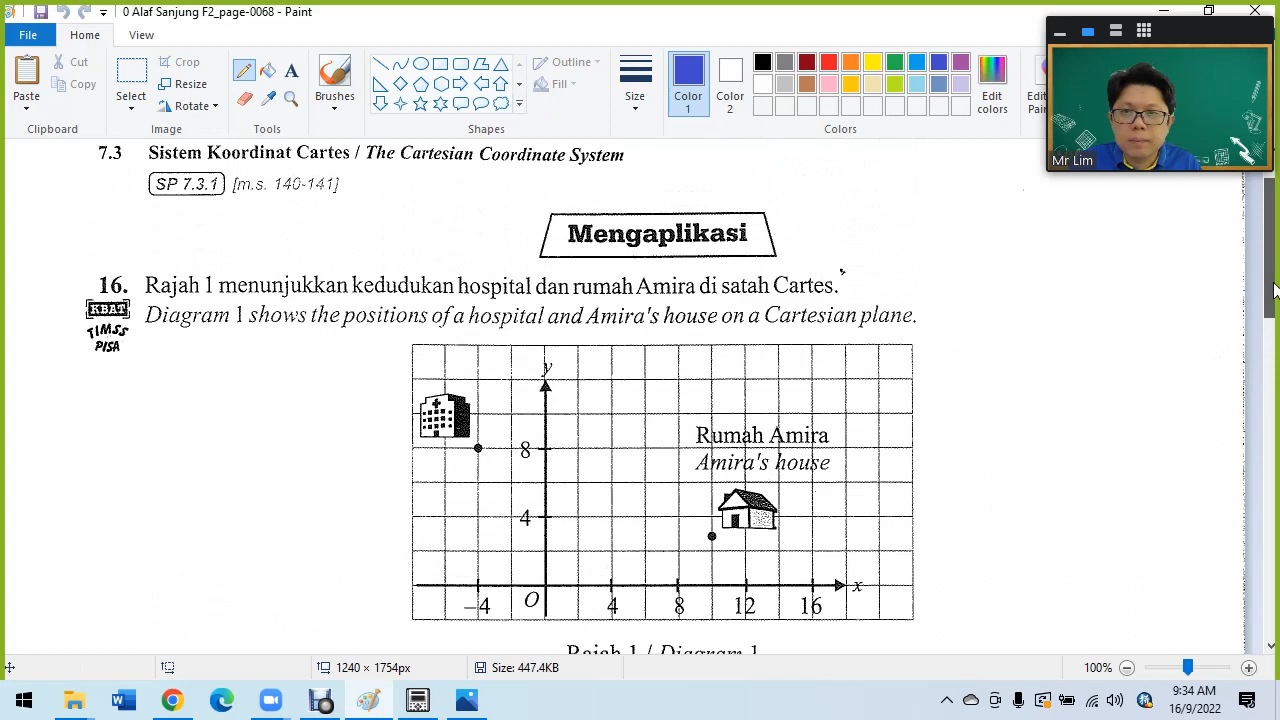 0 Alaf Sanjung F2_page-0068 - Paint
File Home View
Paste
Cut
Copy
Clipboard
Select
Crop
Resize
Rotate
Image
A
Tools
Brushes
Outline
Fill
Shapes
Size
Color 1
Color 2
Edit colors
Colors
Mr Lim
7.3 Sistem Koordinat Cartes / The Cartesian Coordinate System
SP 7.3.1 [m.s. 140-141]
Mengaplikasi
16. Rajah 1 menunjukkan kedudukan hospital dan rumah Amira di satah Cartes.
KBAT Diagram 1 shows the positions of a hospital and Amira's house on a Cartesian plane.
TIMSS
PISA
y
Rumah Amira
8 Amira's house
4
x
–4 O 4 8 12 16
Rajah 1 / Diagram 1
1240 × 1754px Size: 447.4KB 100%
9:34 AM
16/9/2022